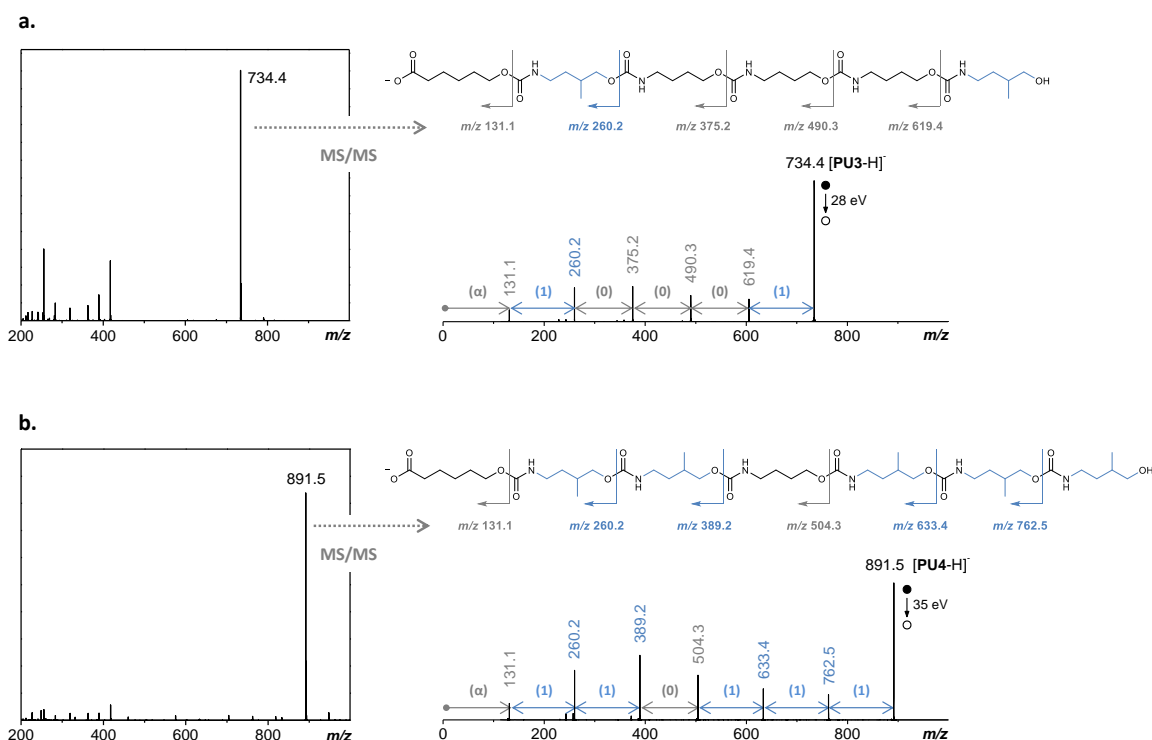 a.
734.4
MS/MS
200 400 600 800 m/z
O
− O
O
O
N
H
O
O
N
H
O
O
N
H
O
O
N
H
O
O
N
H
OH
m/z 131.1 m/z 260.2 m/z 375.2 m/z 490.3 m/z 619.4
734.4 [PU3-H]-
28 eV
131.1 260.2 375.2 490.3 619.4
(α) (1) (0) (0) (0) (1)
0 200 400 600 800 m/z
b.
891.5
MS/MS
200 400 600 800 m/z
O
− O
O
O
N
H
O
O
N
H
O
O
N
H
O
O
N
H
O
O
N
H
O
O
N
H
OH
m/z 131.1 m/z 260.2 m/z 389.2 m/z 504.3 m/z 633.4 m/z 762.5
891.5 [PU4-H]-
35 eV
131.1 260.2 389.2 504.3 633.4 762.5
(α) (1) (1) (0) (1) (1) (1)
0 200 400 600 800 m/z